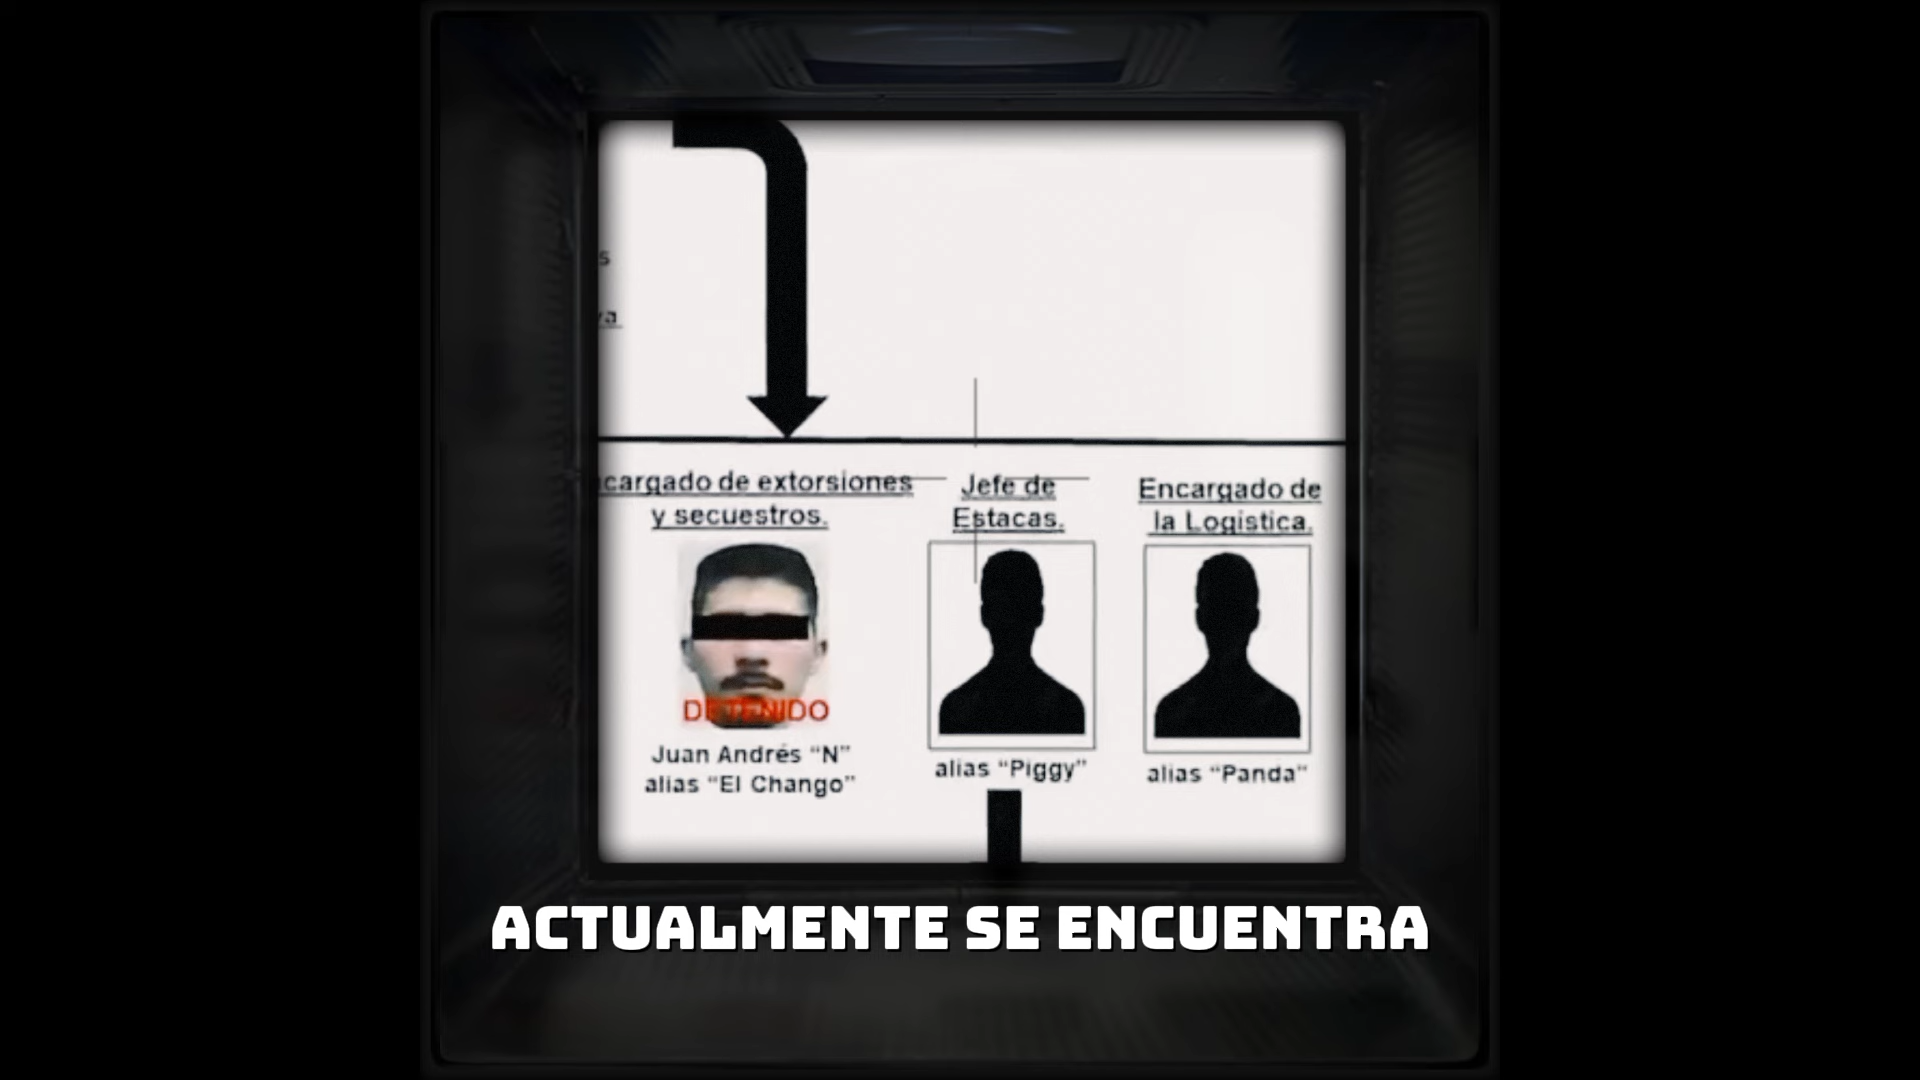 cargado de extorsiones
y secuestros.
Jefe de
Estacas.
Encargado de
la Logistica.
DETENIDO
Juan Andrés “N”
alias “El Chango”
alias “Piggy”
alias “Panda”
ACTUALMENTE SE ENCUENTRA